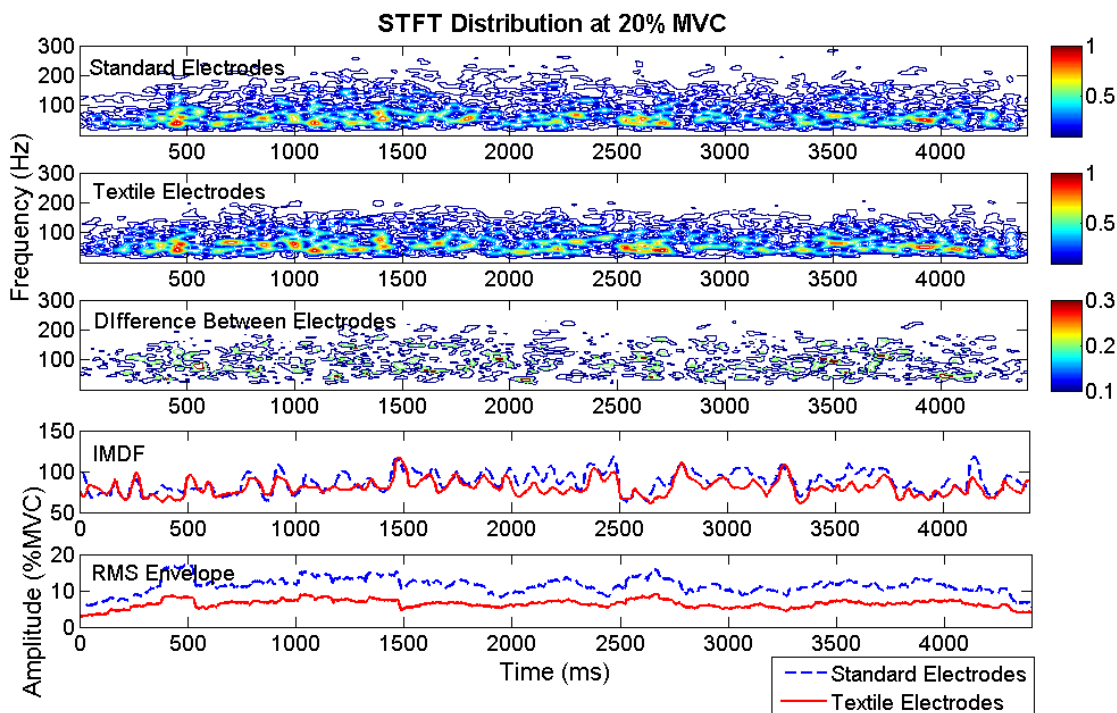 STFT Distribution at 20% MVC
300
200
100
Standard Electrodes
500 1000 1500 2000 2500 3000 3500 4000
1
0.5
Frequency (Hz)
300
200
100
Textile Electrodes
500 1000 1500 2000 2500 3000 3500 4000
1
0.5
300
200
100
DIfference Between Electrodes
500 1000 1500 2000 2500 3000 3500 4000
0.3
0.2
0.1
150
100
50
IMDF
0 500 1000 1500 2000 2500 3000 3500 4000
Amplitude (%MVC)
20
10
0
RMS Envelope
0 500 1000 1500 2000 2500 3000 3500 4000
Time (ms)
Standard Electrodes
Textile Electrodes